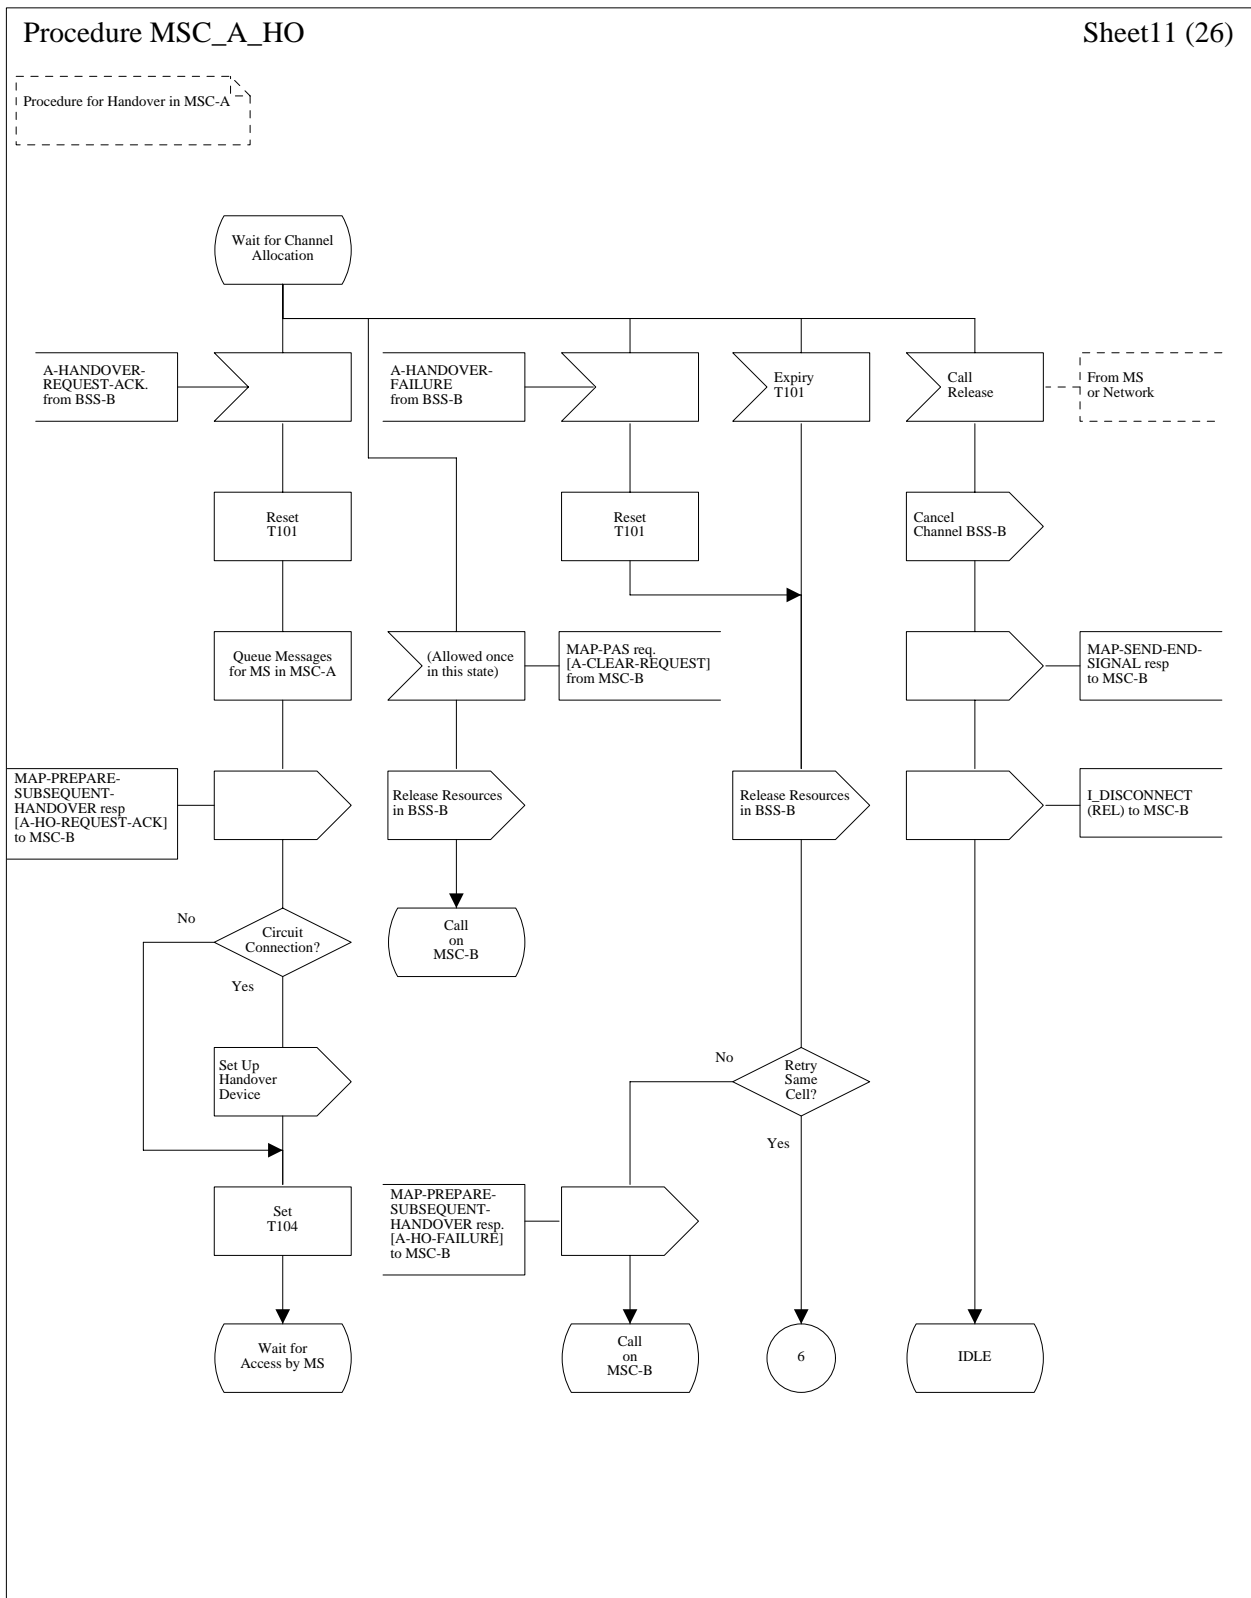 Procedure MSC_A_HO
Sheet11 (26)
Procedure for Handover in MSC-A
Wait for Channel
Allocation
A-HANDOVER-
REQUEST-ACK.
from BSS-B
A-HANDOVER-
FAILURE
from BSS-B
Expiry
T101
Call
Release
From MS
or Network
Reset
T101
Reset
T101
Cancel
Channel BSS-B
Queue Messages
for MS in MSC-A
(Allowed once
in this state)
MAP-PAS req.
[A-CLEAR-REQUEST]
from MSC-B
MAP-SEND-END-
SIGNAL resp
to MSC-B
MAP-PREPARE-
SUBSEQUENT-
HANDOVER resp
[A-HO-REQUEST-ACK]
to MSC-B
Release Resources
in BSS-B
Release Resources
in BSS-B
I_DISCONNECT
(REL) to MSC-B
No
Circuit
Connection?
Yes
Call
on
MSC-B
Set Up
Handover
Device
No
Retry
Same
Cell?
Yes
Set
T104
MAP-PREPARE-
SUBSEQUENT-
HANDOVER resp.
[A-HO-FAILURE]
to MSC-B
Wait for
Access by MS
Call
on
MSC-B
6
IDLE